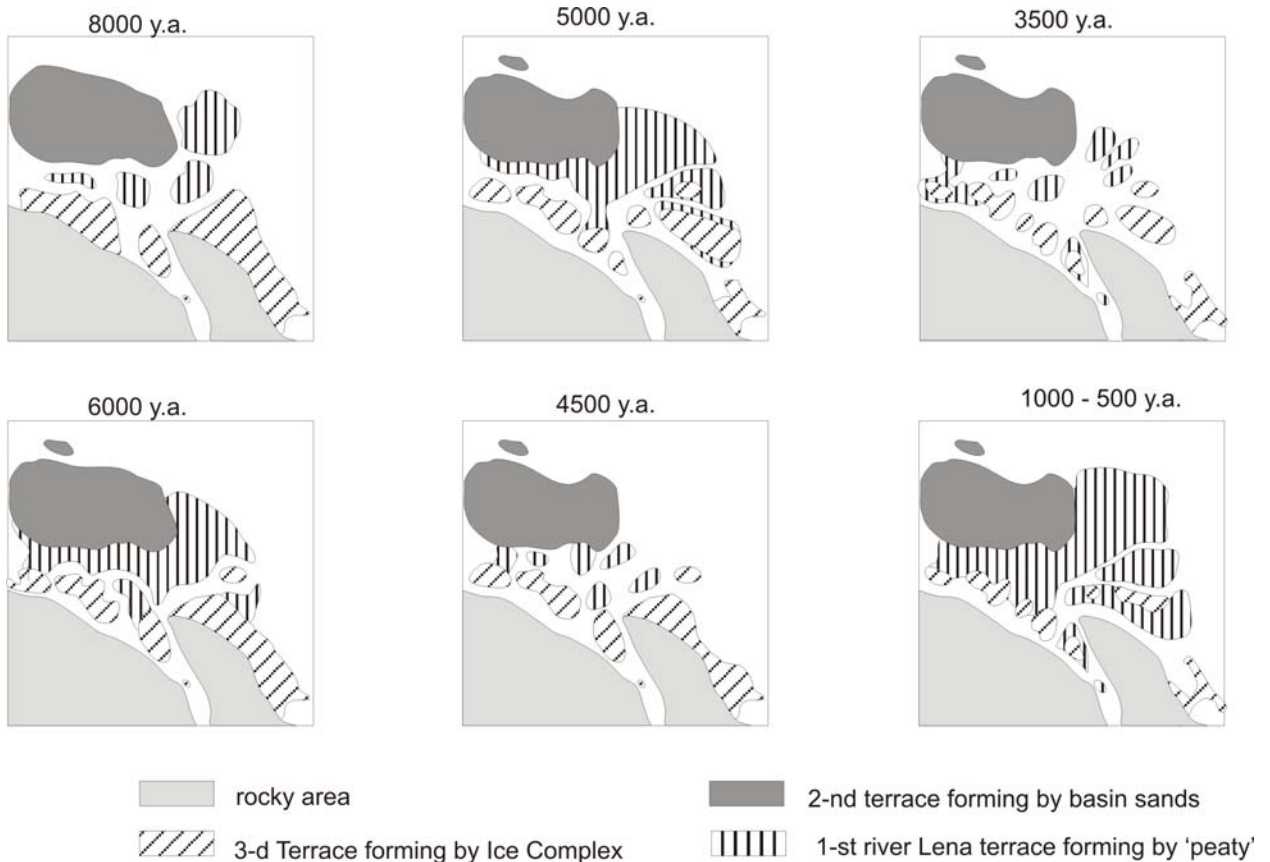 8000 y.a.
5000 y.a.
3500 y.a.
6000 y.a.
4500 y.a.
1000 - 500 y.a.
rocky area
2-nd terrace forming by basin sands
3-d Terrace forming by Ice Complex
1-st river Lena terrace forming by 'peaty'